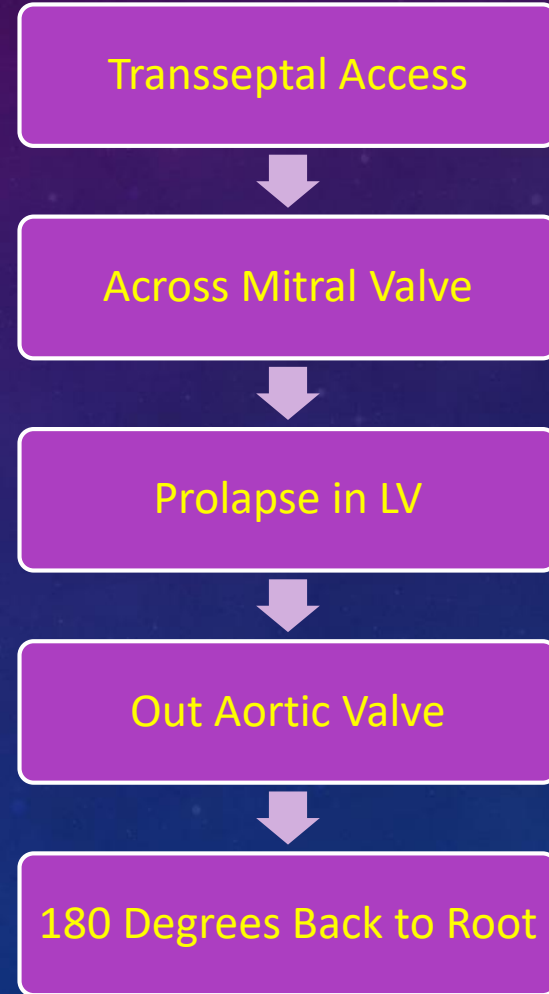 Transseptal Access
Across Mitral Valve
Prolapse in LV
Out Aortic Valve
180 Degrees Back to Root